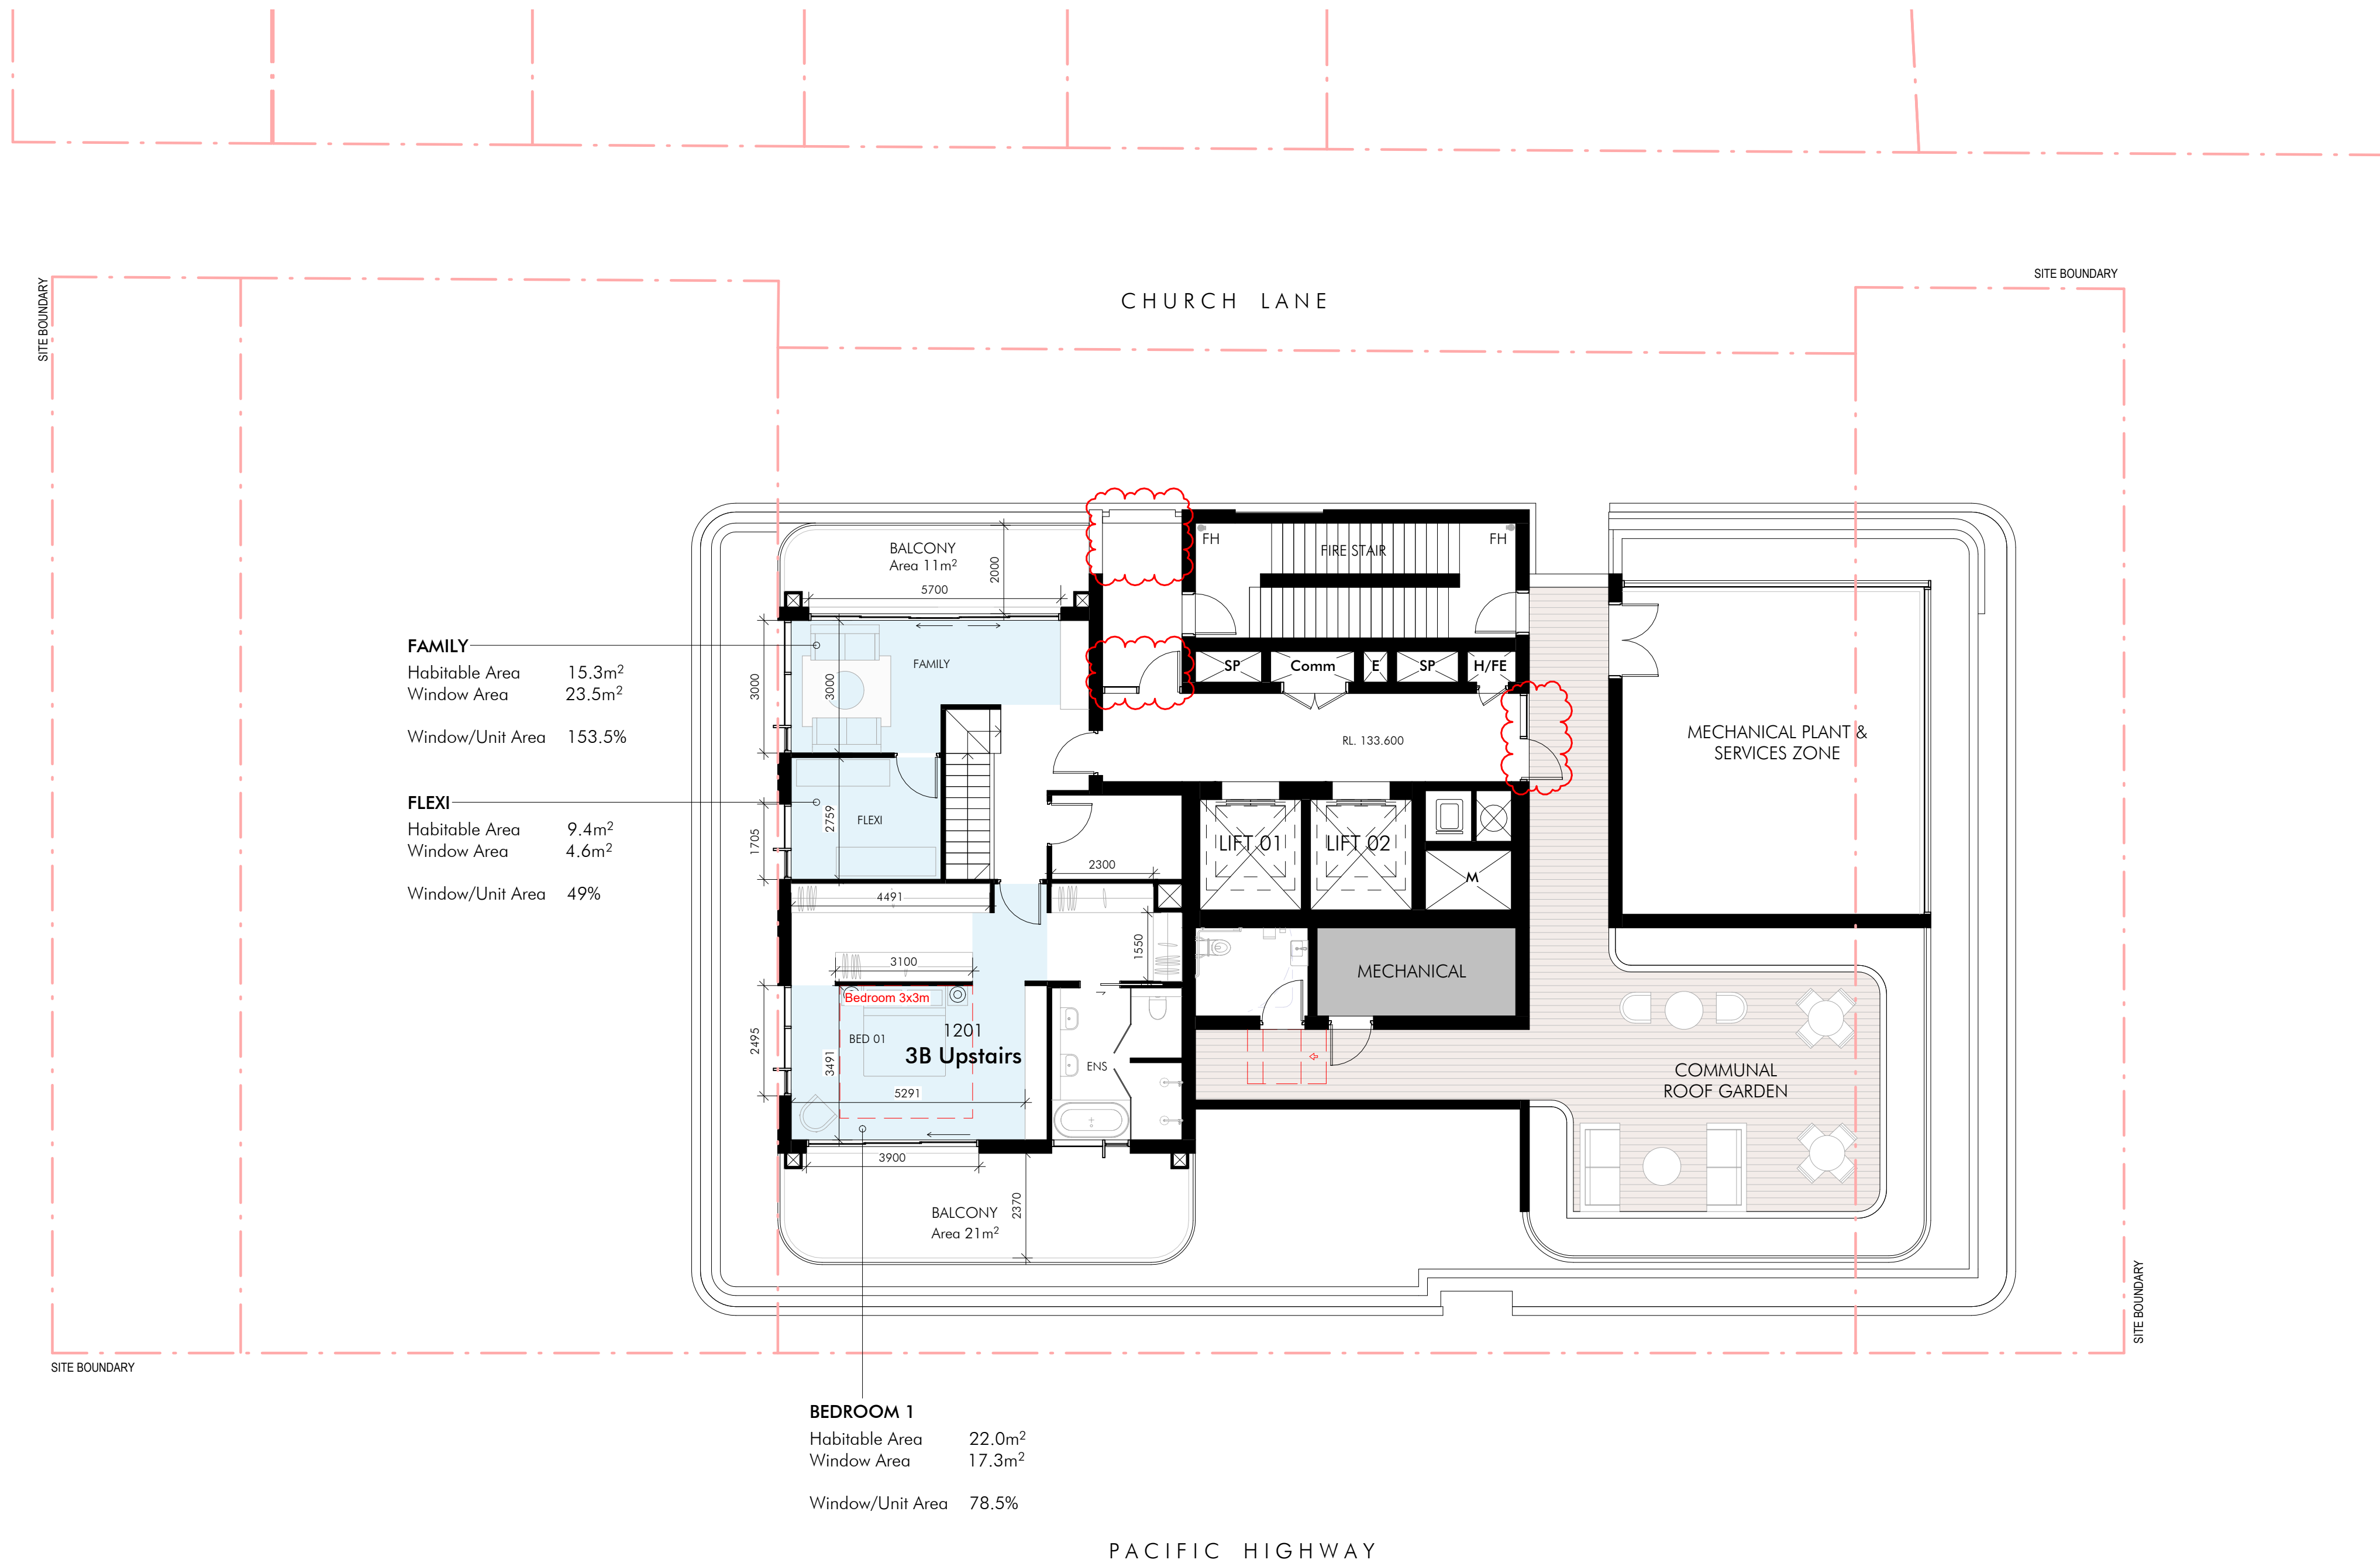 SITE BOUNDARY
SITE BOUNDARY
CHURCH LANE
BALCONY
Area 11m²
2000
5700
FH
FIRE STAIR
FH
FAMILY
Habitable Area 15.3m²
Window Area 23.5m²
Window/Unit Area 153.5%
3000
3000
FAMILY
SP
Comm
E
SP
H/FE
RL. 133.600
MECHANICAL PLANT &
SERVICES ZONE
FLEXI
Habitable Area 9.4m²
Window Area 4.6m²
Window/Unit Area 49%
1705
2759
FLEXI
2300
LIFT 01
LIFT 02
M
4491
1550
3100
MECHANICAL
Bedroom 3x3m
2495
3491
BED 01
1201
3B Upstairs
ENS
5291
COMMUNAL
ROOF GARDEN
3900
2370
BALCONY
Area 21m²
SITE BOUNDARY
SITE BOUNDARY
BEDROOM 1
Habitable Area 22.0m²
Window Area 17.3m²
Window/Unit Area 78.5%
PACIFIC HIGHWAY